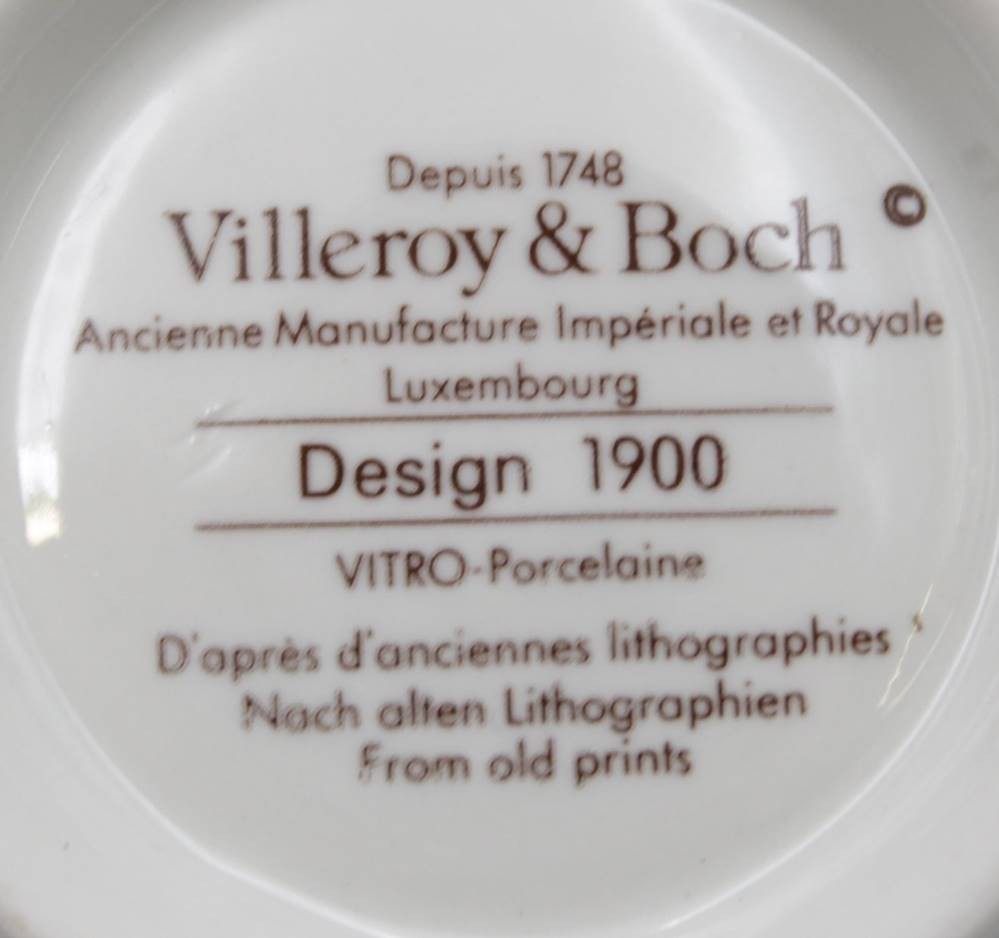 Depuis 1748
Villeroy & Boch ©
Ancienne Manufacture Impériale et Royale
Luxembourg
Design 1900
VITRO-Porcelaine
D'après d'anciennes lithographies
Nach alten Lithographien
From old prints